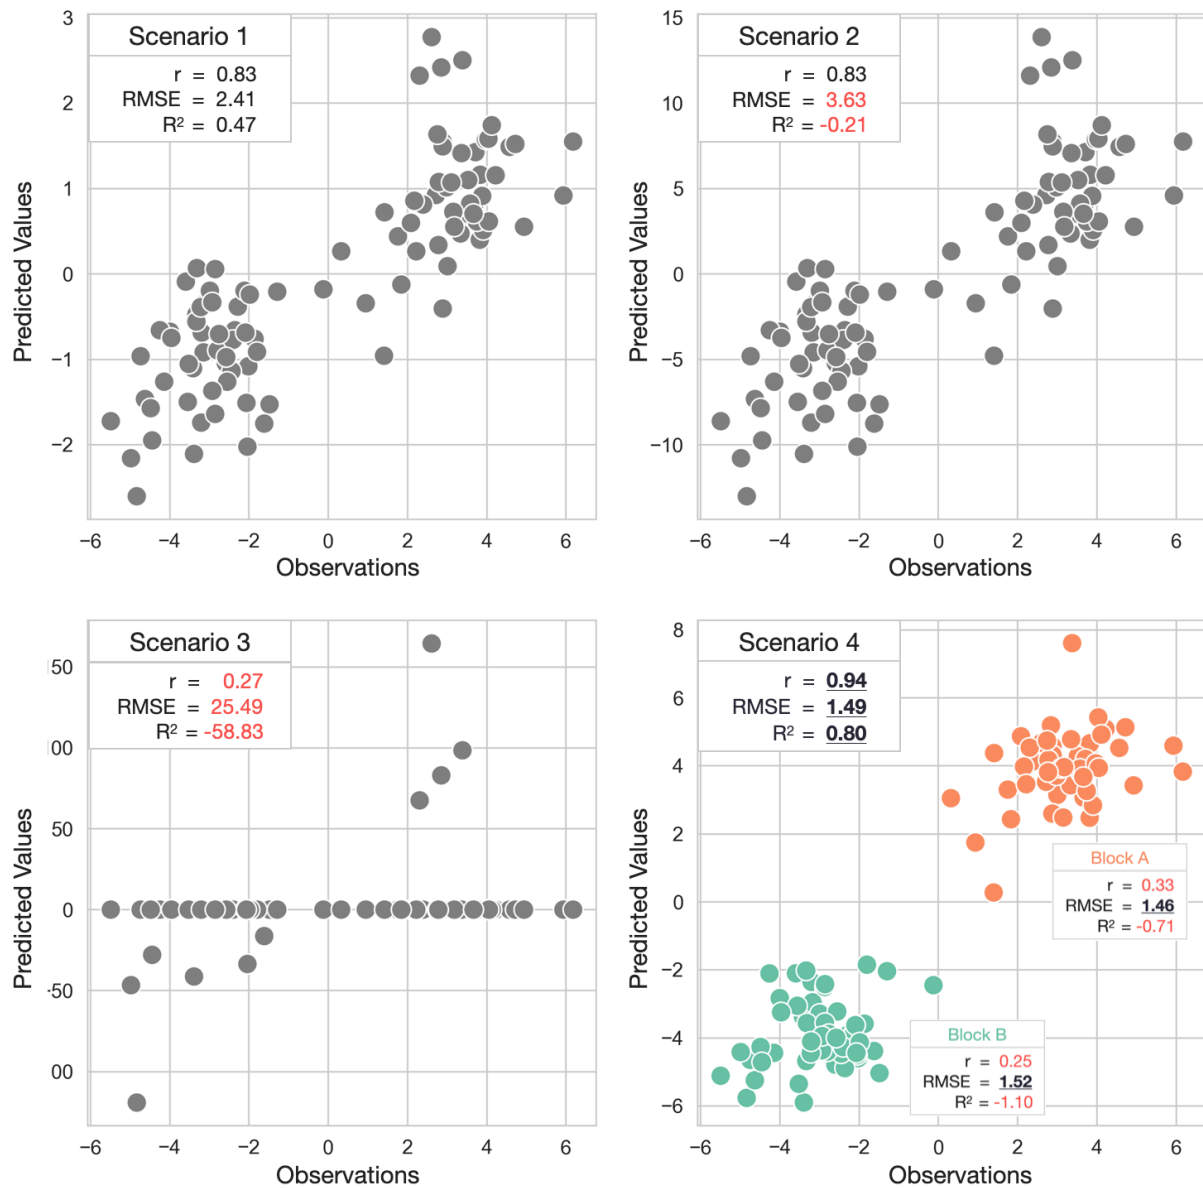 Scenario 1
r = 0.83
RMSE = 2.41
R² = 0.47
3
2
1
0
−1
−2
−6 −4 −2 0 2 4 6
Observations
Predicted Values
Scenario 2
r = 0.83
RMSE = 3.63
R² = -0.21
15
10
5
0
−5
−10
−6 −4 −2 0 2 4 6
Observations
Predicted Values
Scenario 3
r = 0.27
RMSE = 25.49
R² = -58.83
50
00
50
0
-50
00
−6 −4 −2 0 2 4 6
Observations
Predicted Values
Scenario 4
r = 0.94
RMSE = 1.49
R² = 0.80
8
6
4
2
0
−2
−4
−6
Block A
r = 0.33
RMSE = 1.46
R² = -0.71
Block B
r = 0.25
RMSE = 1.52
R² = -1.10
−6 −4 −2 0 2 4 6
Observations
Predicted Values